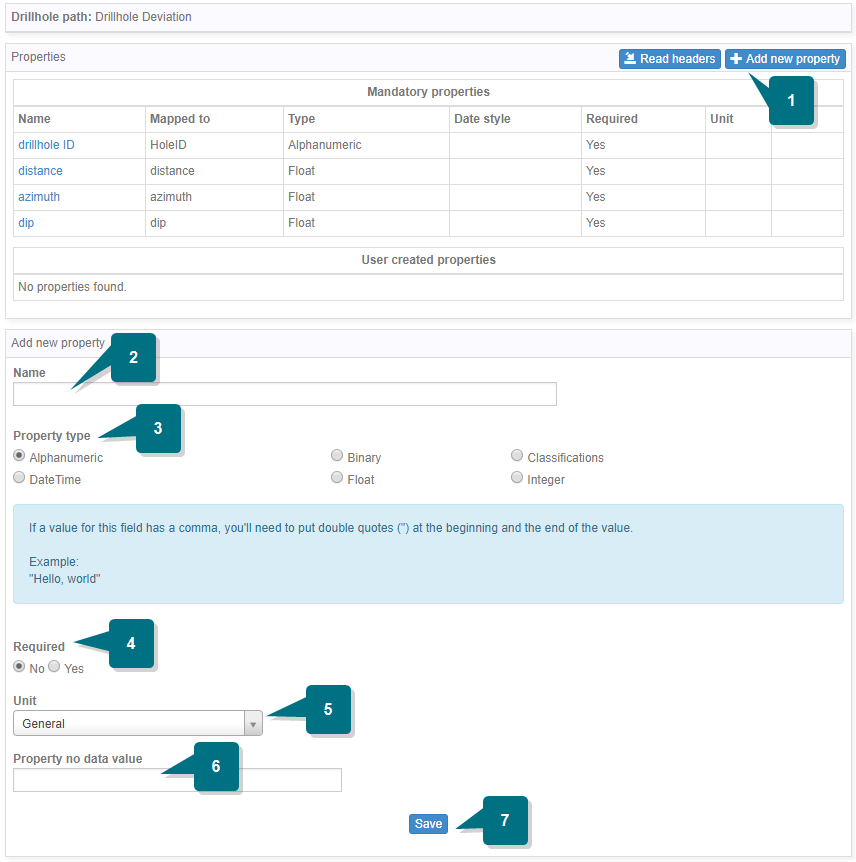 Drillhole path: Drillhole Deviation
Properties
Read headers
Add new property
1
Mandatory properties
Name Mapped to Type Date style Required Unit
drillhole ID HoleID Alphanumeric Yes
distance distance Float Yes
azimuth azimuth Float Yes
dip dip Float Yes
User created properties
No properties found.
Add new property
2
Name
3
Property type
Alphanumeric Binary Classifications
DateTime Float Integer
If a value for this field has a comma, you'll need to put double quotes (") at the beginning and the end of the value.
Example:
"Hello, world"
4
Required
No Yes
Unit
5
General
Property no data value
6
Save
7